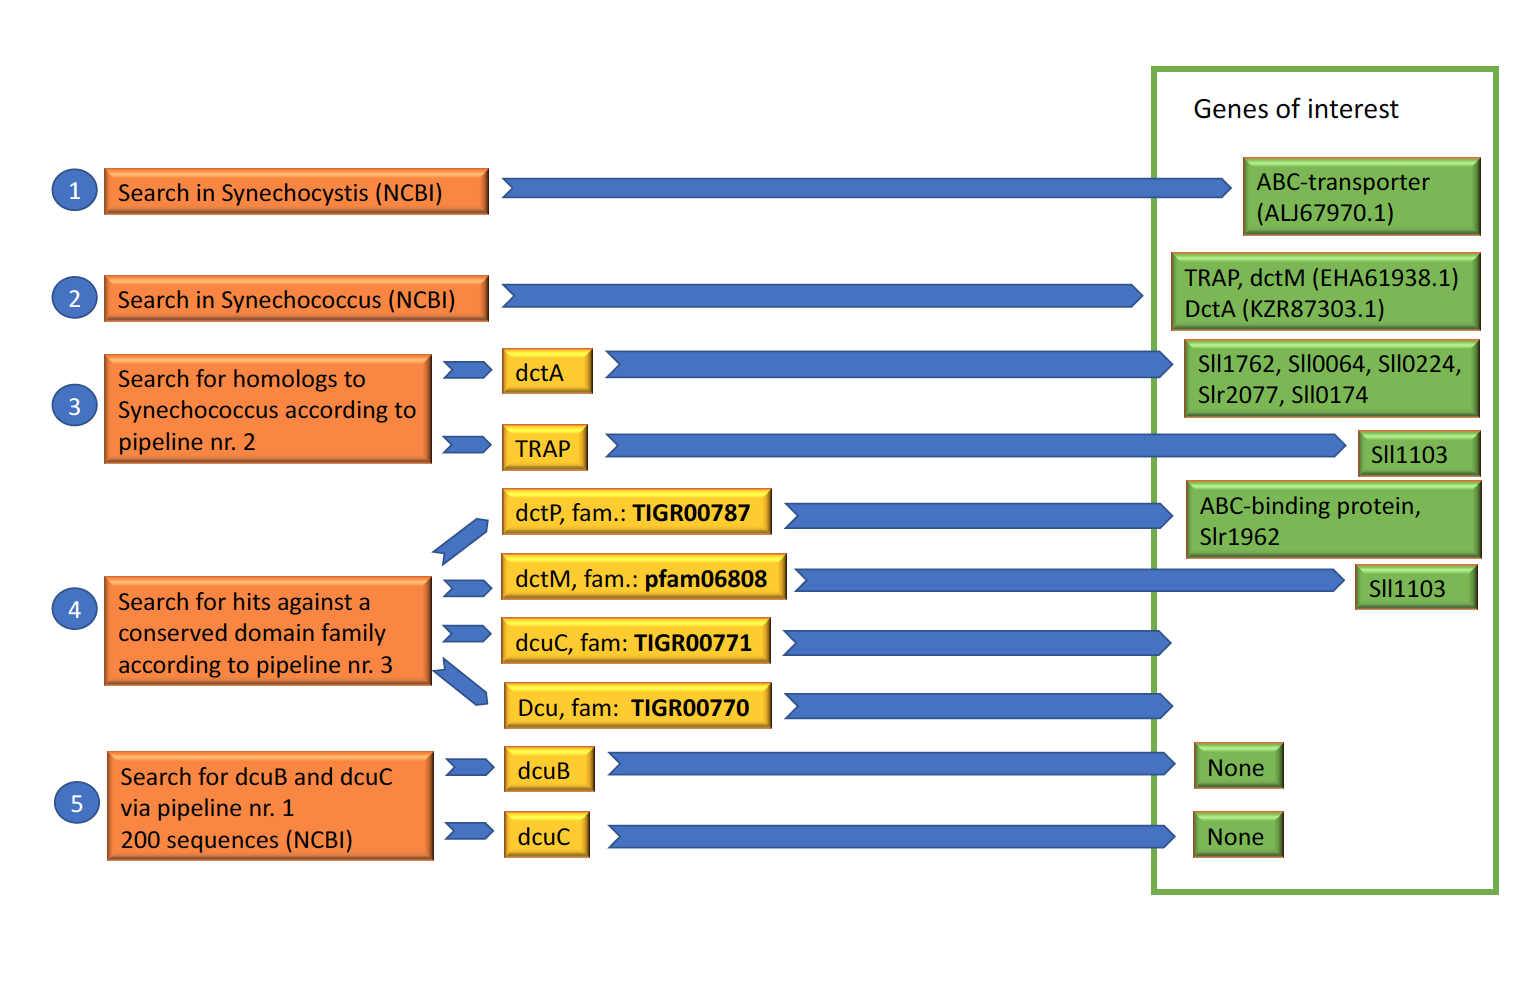 Genes of interest
1
Search in Synechocystis (NCBI)
ABC-transporter
(ALJ67970.1)
2
Search in Synechococcus (NCBI)
TRAP, dctM (EHA61938.1)
DctA (KZR87303.1)
3
Search for homologs to
Synechococcus according to
pipeline nr. 2
dctA
Sll1762, Sll0064, Sll0224,
Slr2077, Sll0174
TRAP
Sll1103
4
Search for hits against a
conserved domain family
according to pipeline nr. 3
dctP, fam.: TIGR00787
ABC-binding protein,
Slr1962
dctM, fam.: pfam06808
Sll1103
dcuC, fam: TIGR00771
Dcu, fam: TIGR00770
5
Search for dcuB and dcuC
via pipeline nr. 1
200 sequences (NCBI)
dcuB
None
dcuC
None